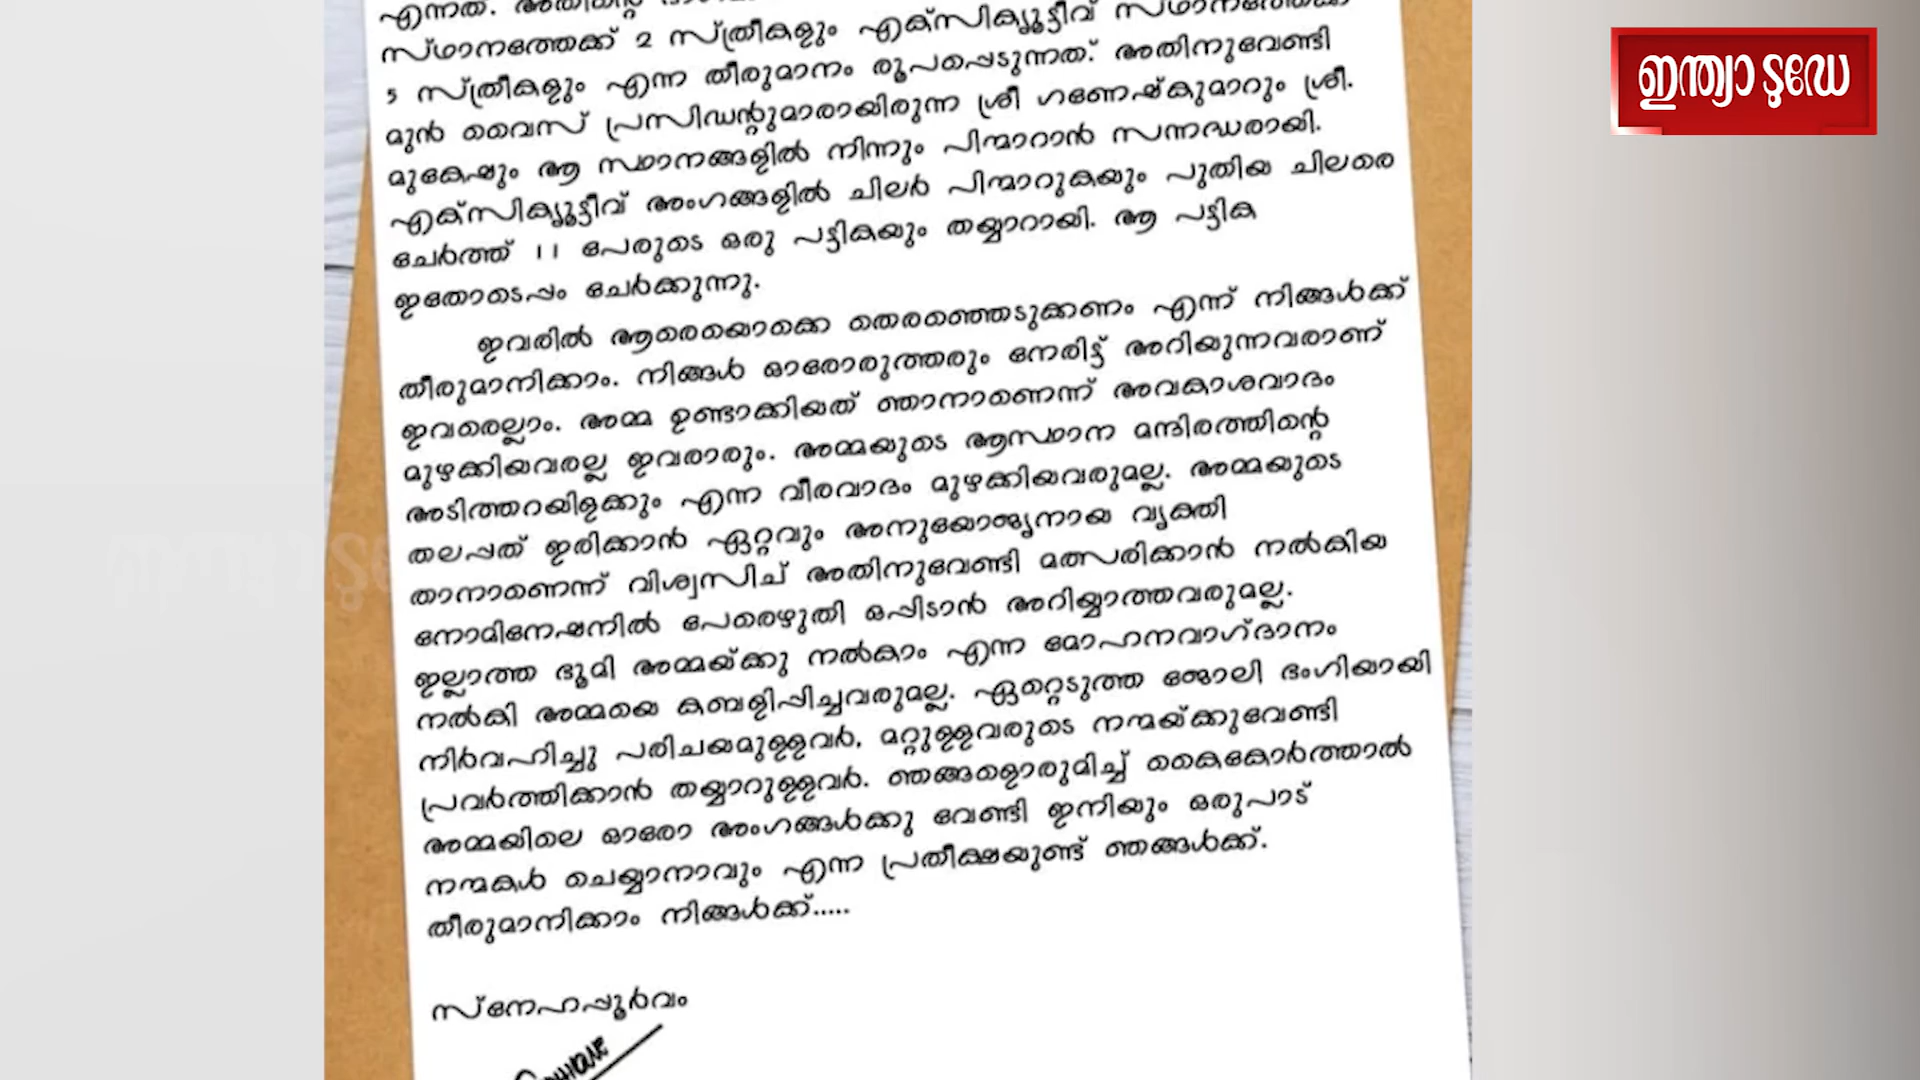 എന്നത്. അതിന്റെ
സ്ഥാനത്തേക്ക് 2 സ്ത്രീകളും എക്സിക്യൂട്ടീവ് സ്ഥാനത്തേക്ക്
5 സ്ത്രീകളും എന്ന തീരുമാനം രൂപപ്പെടുന്നത്. അതിനുവേണ്ടി
മുൻ വൈസ് പ്രസിഡന്റുമാരായിരുന്ന ശ്രീ ഗണേഷ്കുമാറും ശ്രീ.
മുകേഷും ആ സ്ഥാനങ്ങളിൽ നിന്നും പിന്മാറാൻ സന്നദ്ധരായി.
എക്സിക്യൂട്ടീവ് അംഗങ്ങളിൽ ചിലർ പിന്മാറുകയും പുതിയ ചിലരെ
ചേർത്ത് 11 പേരുടെ ഒരു പട്ടികയും തയ്യാറായി. ആ പട്ടിക
ഇതോടെപ്പം ചേർക്കുന്നു.
ഇവരിൽ ആരെയൊക്കെ തെരഞ്ഞെടുക്കണം എന്ന് നിങ്ങൾക്ക്
തീരുമാനിക്കാം. നിങ്ങൾ ഓരോരുത്തരും നേരിട്ട് അറിയുന്നവരാണ്
ഇവരെല്ലാം. അമ്മ ഉണ്ടാക്കിയത് ഞാനാണെന്ന് അവകാശവാദം
മുഴക്കിയവരല്ല ഇവരാരും. അമ്മയുടെ ആസ്ഥാന മന്ദിരത്തിന്റെ
അടിത്തറയിളക്കും എന്ന വീരവാദം മുഴക്കിയവരുമല്ല. അമ്മയുടെ
തലപ്പത് ഇരിക്കാൻ ഏറ്റവും അനുയോജ്യനായ വ്യക്തി
താനാണെന്ന് വിശ്വസിച് അതിനുവേണ്ടി മത്സരിക്കാൻ നൽകിയ
നോമിനേഷനിൽ പേരെഴുതി ഒപ്പിടാൻ അറിയ്യാത്തവരുമല്ല.
ഇല്ലാത്ത ഭൂമി അമ്മയ്ക്കു നൽകാം എന്ന മോഹനവാഗ്ദാനം
നൽകി അമ്മയെ കബളിപ്പിച്ചവരുമല്ല. ഏറ്റെടുത്ത ജോലി ഭംഗിയായി
നിർവഹിച്ചു പരിചയമുള്ളവർ, മറ്റുള്ളവരുടെ നന്മയ്ക്കുവേണ്ടി
പ്രവർത്തിക്കാൻ തയ്യാറുള്ളവർ. ഞങ്ങളൊരുമിച്ച് കൈകോർത്താൽ
അമ്മയിലെ ഓരോ അംഗങ്ങൾക്കു വേണ്ടി ഇനിയും ഒരുപാട്
നന്മകൾ ചെയ്യാനാവും എന്ന പ്രതീക്ഷയുണ്ട് ഞങ്ങൾക്ക്.
തീരുമാനിക്കാം നിങ്ങൾക്ക്.....
സ്നേഹപ്പൂർവം
ഇന്ത്യാ ടുഡേ